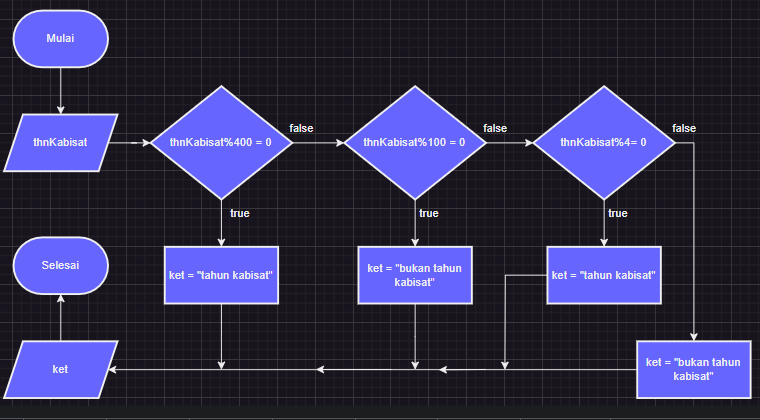 Mulai
thnKabisat
thnKabisat%400 = 0
false
thnKabisat%100 = 0
false
thnKabisat%4= 0
false
true
true
true
Selesai
ket = "tahun kabisat"
ket = "bukan tahun
kabisat"
ket = "tahun kabisat"
ket
ket = "bukan tahun
kabisat"